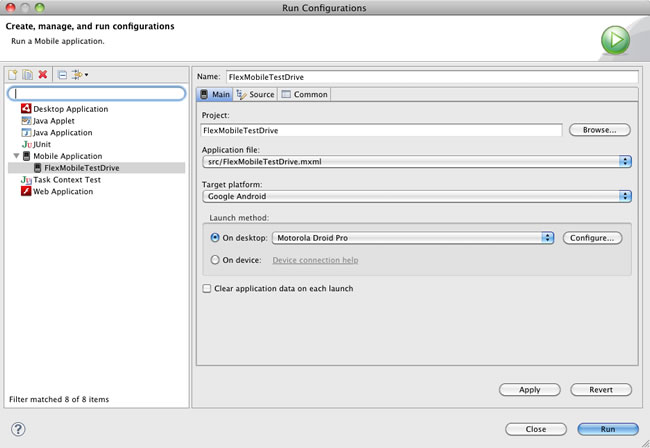 Run Configurations
Create, manage, and run configurations
Run a Mobile application.
Desktop Application
Java Applet
Java Application
JUnit
Mobile Application
FlexMobileTestDrive
Task Context Test
Web Application
Filter matched 8 of 8 items
Name: FlexMobileTestDrive
Main Source Common
Project:
FlexMobileTestDrive Browse...
Application file:
src/FlexMobileTestDrive.mxml
Target platform:
Google Android
Launch method:
On desktop: Motorola Droid Pro Configure...
On device: Device connection help
Clear application data on each launch
Apply Revert
? Close Run